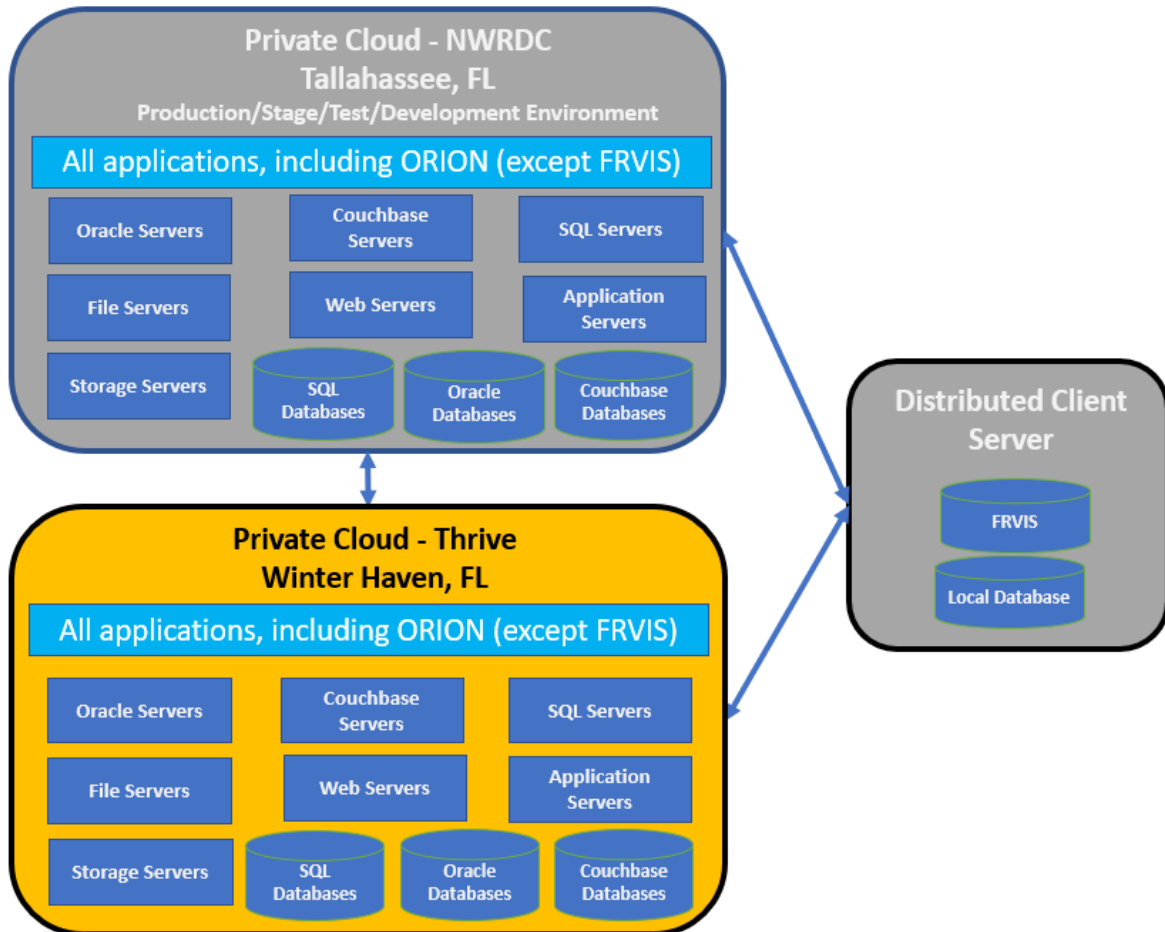 Private Cloud - NWRDC
Tallahassee, FL
Production/Stage/Test/Development Environment
All applications, including ORION (except FRVIS)
Oracle Servers
Couchbase
Servers
SQL Servers
File Servers
Web Servers
Application
Servers
Storage Servers
SQL
Databases
Oracle
Databases
Couchbase
Databases
Private Cloud - Thrive
Winter Haven, FL
All applications, including ORION (except FRVIS)
Oracle Servers
Couchbase
Servers
SQL Servers
File Servers
Web Servers
Application
Servers
Storage Servers
SQL
Databases
Oracle
Databases
Couchbase
Databases
Distributed Client
Server
FRVIS
Local Database